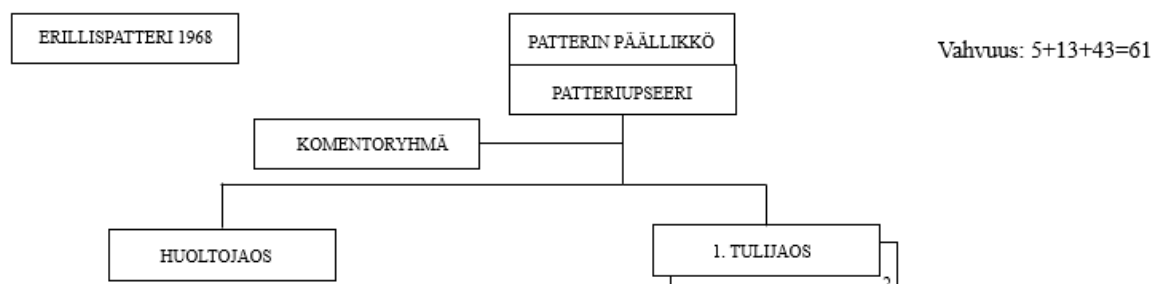 ERILLISPATTERI 1968
PATTERIN PÄÄLLIKKÖ
Vahvuus: 5+13+43=61
PATTERIUPSEERI
KOMENTORYHMÄ
HUOLTOJAOS
1. TULIJAOS